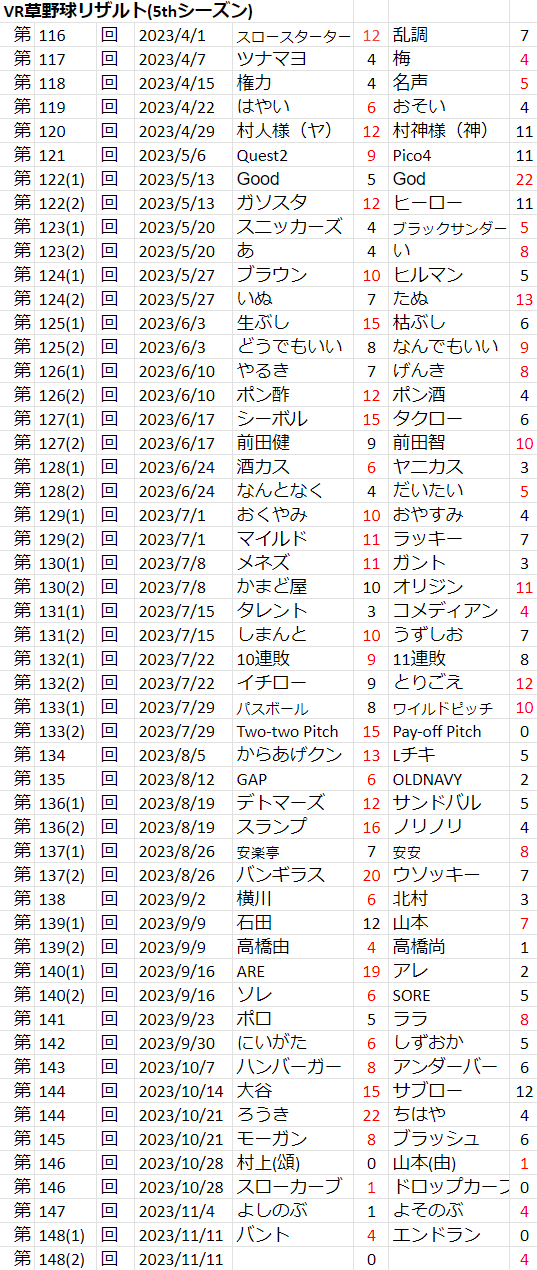 VR草野球リザルト(5thシーズン)
第 116 回 2023/4/1 スロースターター 12 乱調 7
第 117 回 2023/4/7 ツナマヨ 4 梅 4
第 118 回 2023/4/15 権力 4 名声 5
第 119 回 2023/4/22 はやい 6 おそい 4
第 120 回 2023/4/29 村人様（ヤ） 12 村神様（神） 11
第 121 回 2023/5/6 Quest2 9 Pico4 11
第 122(1) 回 2023/5/13 Good 5 God 22
第 122(2) 回 2023/5/13 ガソスタ 12 ヒーロー 11
第 123(1) 回 2023/5/20 スニッカーズ 4 ブラックサンダー 5
第 123(2) 回 2023/5/20 あ 4 い 8
第 124(1) 回 2023/5/27 ブラウン 10 ヒルマン 5
第 124(2) 回 2023/5/27 いぬ 7 たぬ 13
第 125(1) 回 2023/6/3 生ぶし 15 枯ぶし 6
第 125(2) 回 2023/6/3 どうでもいい 8 なんでもいい 9
第 126(1) 回 2023/6/10 やるき 7 げんき 8
第 126(2) 回 2023/6/10 ポン酢 12 ポン酒 4
第 127(1) 回 2023/6/17 シーボル 15 タクロー 6
第 127(2) 回 2023/6/17 前田健 9 前田智 10
第 128(1) 回 2023/6/24 酒カス 6 ヤニカス 3
第 128(2) 回 2023/6/24 なんとなく 4 だいたい 5
第 129(1) 回 2023/7/1 おくやみ 10 おやすみ 4
第 129(2) 回 2023/7/1 マイルド 11 ラッキー 7
第 130(1) 回 2023/7/8 メネズ 11 ガント 3
第 130(2) 回 2023/7/8 かまど屋 10 オリジン 11
第 131(1) 回 2023/7/15 タレント 3 コメディアン 4
第 131(2) 回 2023/7/15 しまんと 10 うずしお 7
第 132(1) 回 2023/7/22 10連敗 9 11連敗 8
第 132(2) 回 2023/7/22 イチロー 9 とりごえ 12
第 133(1) 回 2023/7/29 パスボール 8 ワイルドピッチ 10
第 133(2) 回 2023/7/29 Two-two Pitch 15 Pay-off Pitch 0
第 134 回 2023/8/5 からあげクン 13 Lチキ 5
第 135 回 2023/8/12 GAP 6 OLDNAVY 2
第 136(1) 回 2023/8/19 デトマーズ 12 サンドバル 5
第 136(2) 回 2023/8/19 スランプ 16 ノリノリ 4
第 137(1) 回 2023/8/26 安楽亭 7 安安 8
第 137(2) 回 2023/8/26 バンギラス 20 ウソッキー 7
第 138 回 2023/9/2 横川 6 北村 3
第 139(1) 回 2023/9/9 石田 12 山本 7
第 139(2) 回 2023/9/9 高橋由 4 高橋尚 1
第 140(1) 回 2023/9/16 ARE 19 アレ 2
第 140(2) 回 2023/9/16 ソレ 6 SORE 5
第 141 回 2023/9/23 ポロ 5 ララ 8
第 142 回 2023/9/30 にいがた 6 しずおか 5
第 143 回 2023/10/7 ハンバーガー 8 アンダーバー 6
第 144 回 2023/10/14 大谷 15 サブロー 12
第 144 回 2023/10/21 ろうき 22 ちはや 4
第 145 回 2023/10/21 モーガン 8 ブラッシュ 6
第 146 回 2023/10/28 村上(頌) 0 山本(由) 1
第 146 回 2023/10/28 スローカーブ 1 ドロップカーブ 0
第 147 回 2023/11/4 よしのぶ 1 よそのぶ 4
第 148(1) 回 2023/11/11 バント 4 エンドラン 0
第 148(2) 回 2023/11/11 0 4